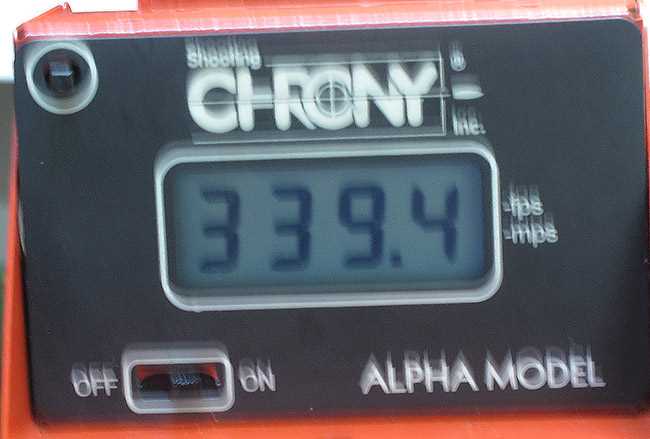 Shooting
CHRONY
Inc.
339.4
-fps
-mps
OFF
ON
ALPHA MODEL